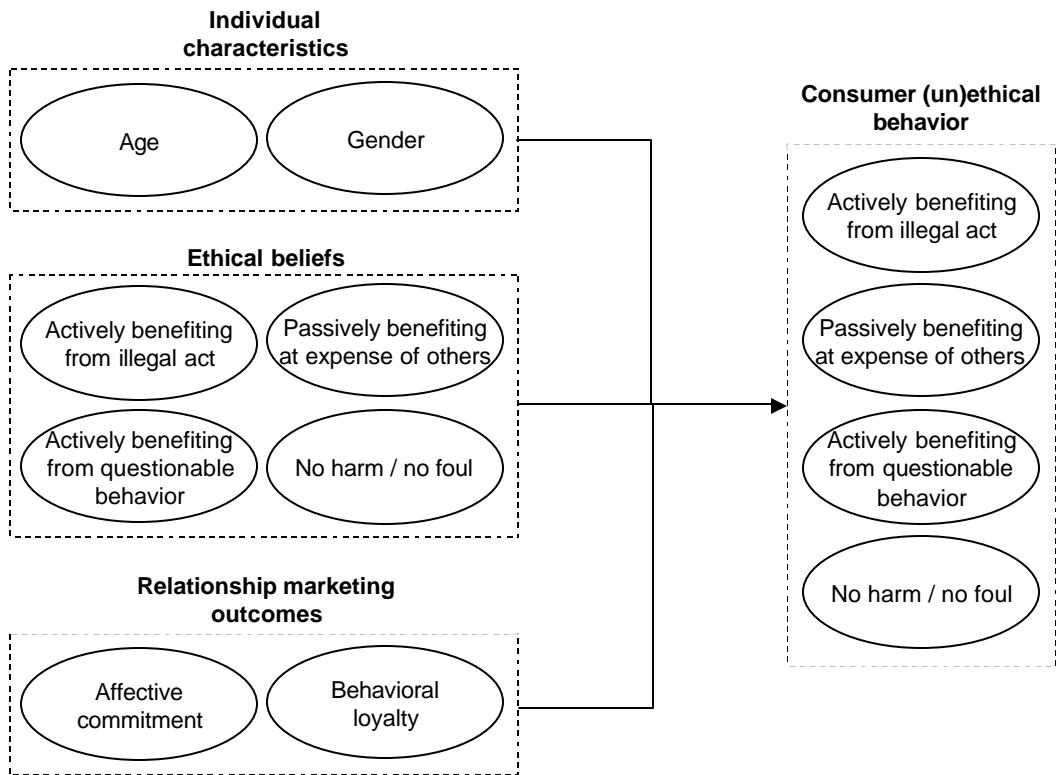 Individual
characteristics
Age
Gender
Ethical beliefs
Actively benefiting
from illegal act
Passively benefiting
at expense of others
Actively benefiting
from questionable
behavior
No harm / no foul
Relationship marketing
outcomes
Affective
commitment
Behavioral
loyalty
Consumer (un)ethical
behavior
Actively benefiting
from illegal act
Passively benefiting
at expense of others
Actively benefiting
from questionable
behavior
No harm / no foul